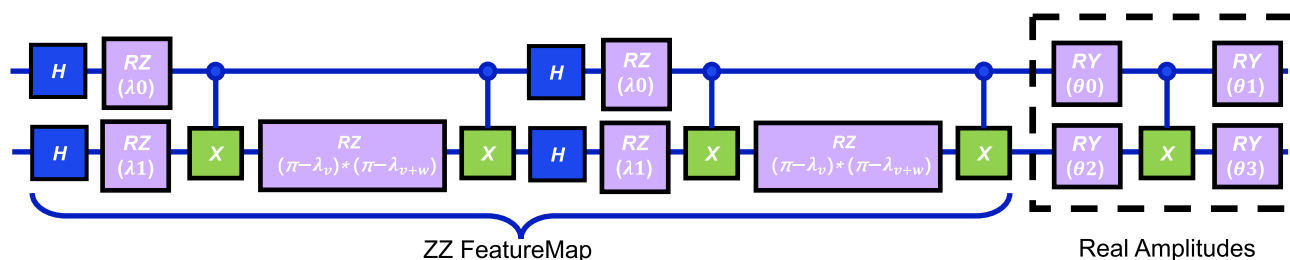 H RZ H RZ RY RY
(λ0) (λ0) (θ0) (θ1)
H RZ X RZ X H RZ X RZ X RY X RY
(λ1) (π−λᵥ)*(π−λᵥ₊w) (λ1) (π−λᵥ)*(π−λᵥ₊w) (θ2) (θ3)
ZZ FeatureMap
Real Amplitudes